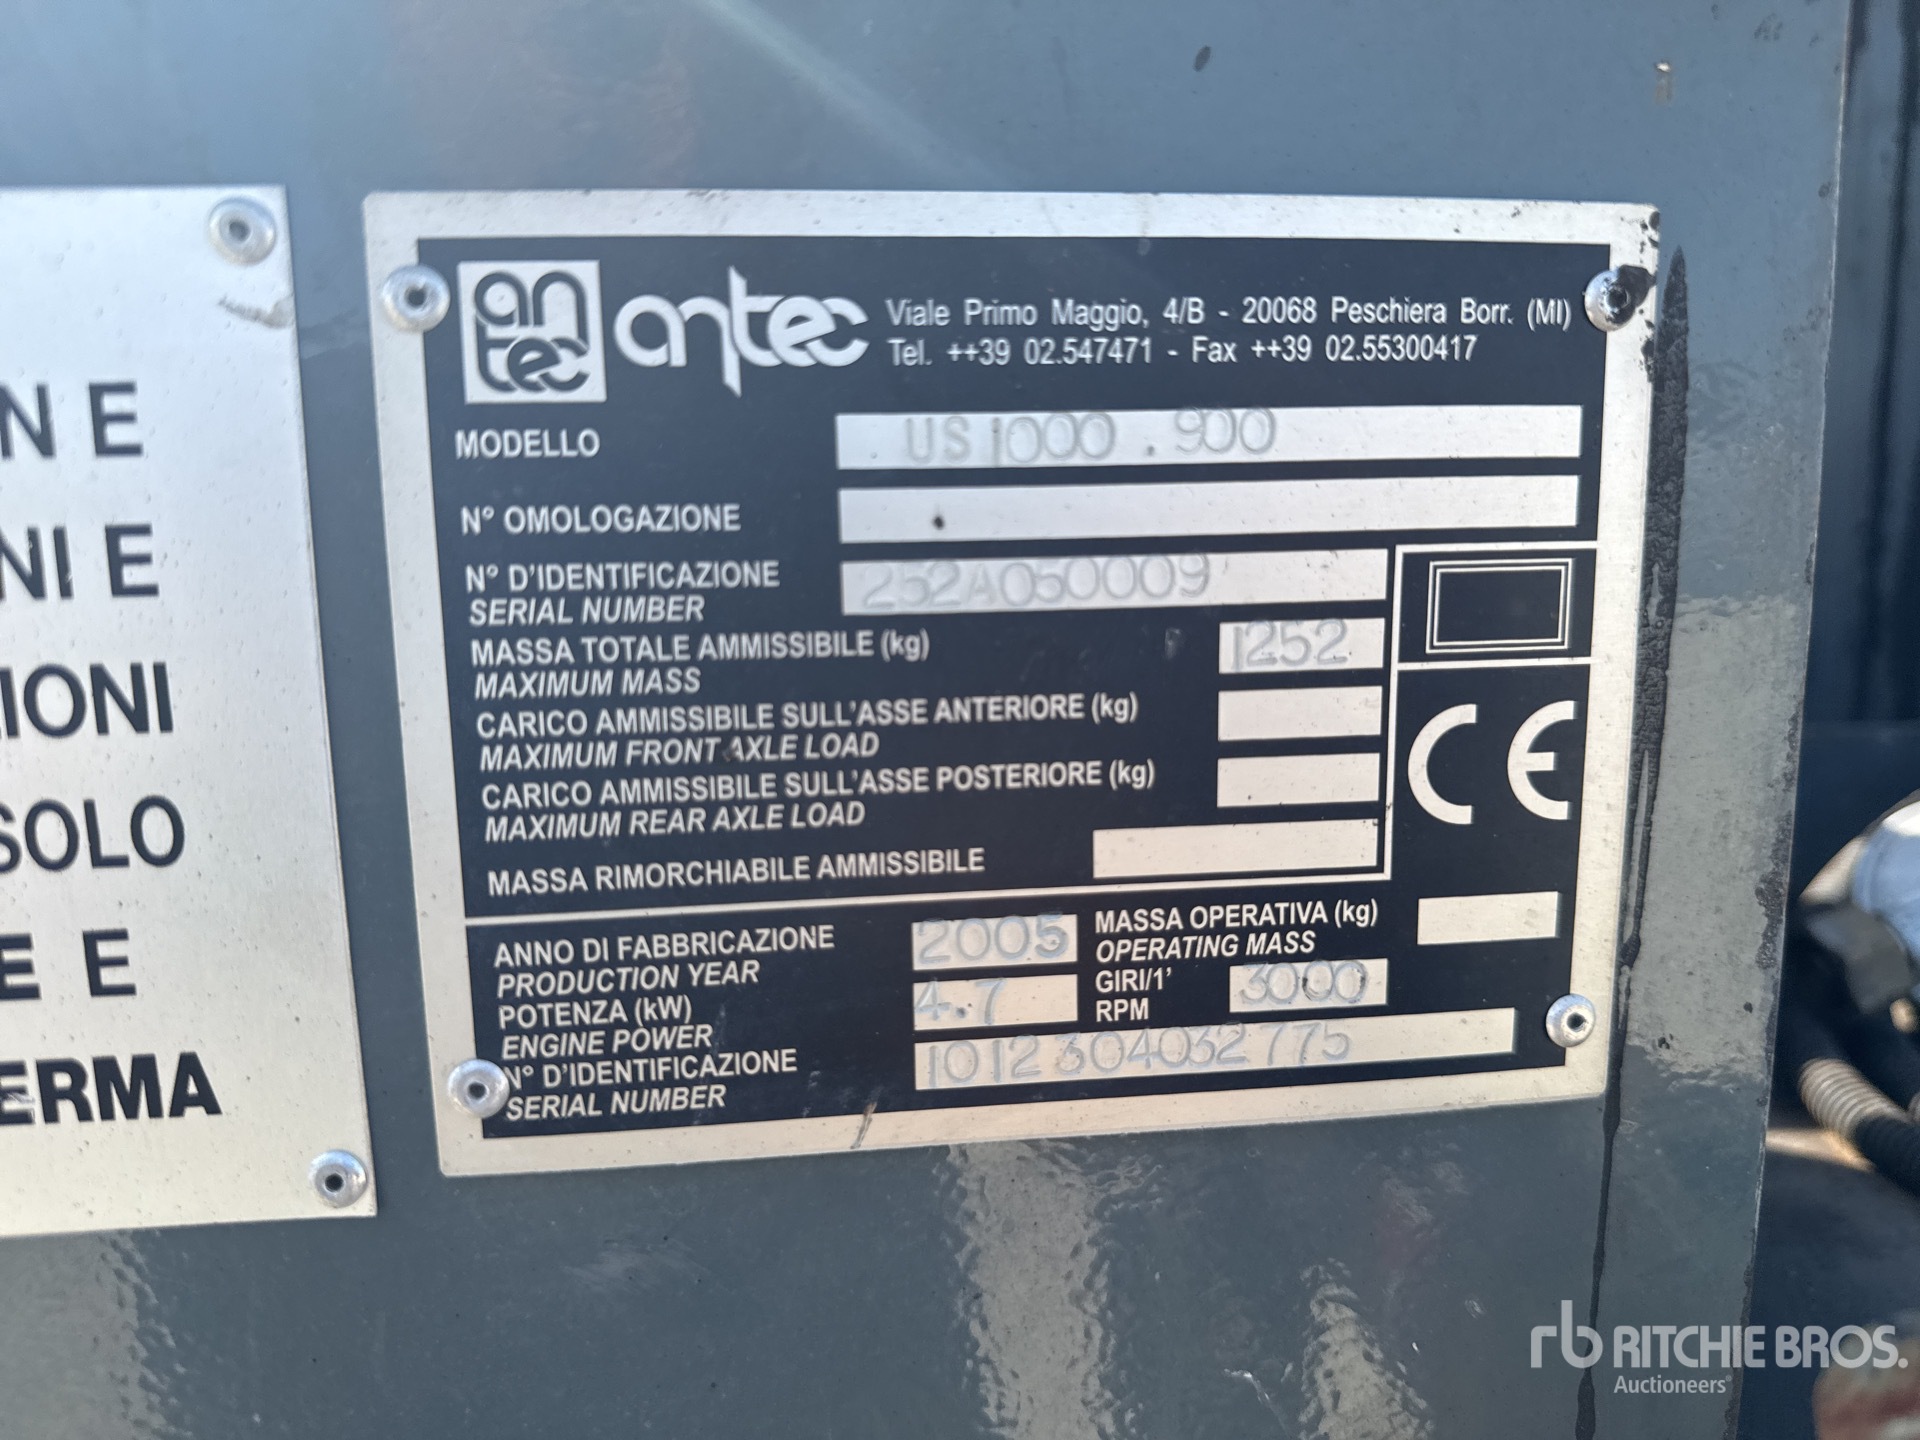 N E
NI E
IONI
SOLO
E E
ERMA
an
tec
antec
Viale Primo Maggio, 4/B - 20068 Peschiera Borr. (MI)
Tel. ++39 02.547471 - Fax ++39 02.55300417
MODELLO US 1000 .900
N° OMOLOGAZIONE
N° D'IDENTIFICAZIONE 252A050009
SERIAL NUMBER
MASSA TOTALE AMMISSIBILE (kg) 1252
MAXIMUM MASS
CARICO AMMISSIBILE SULL'ASSE ANTERIORE (kg)
MAXIMUM FRONT AXLE LOAD
CARICO AMMISSIBILE SULL'ASSE POSTERIORE (kg)
MAXIMUM REAR AXLE LOAD
MASSA RIMORCHIABILE AMMISSIBILE
CE
ANNO DI FABBRICAZIONE 2005
PRODUCTION YEAR
MASSA OPERATIVA (kg)
OPERATING MASS
POTENZA (kW) 4.7
ENGINE POWER
GIRI/1' 3000
RPM
N° D'IDENTIFICAZIONE 1012304032775
SERIAL NUMBER
rb RITCHIE BROS.
Auctioneers